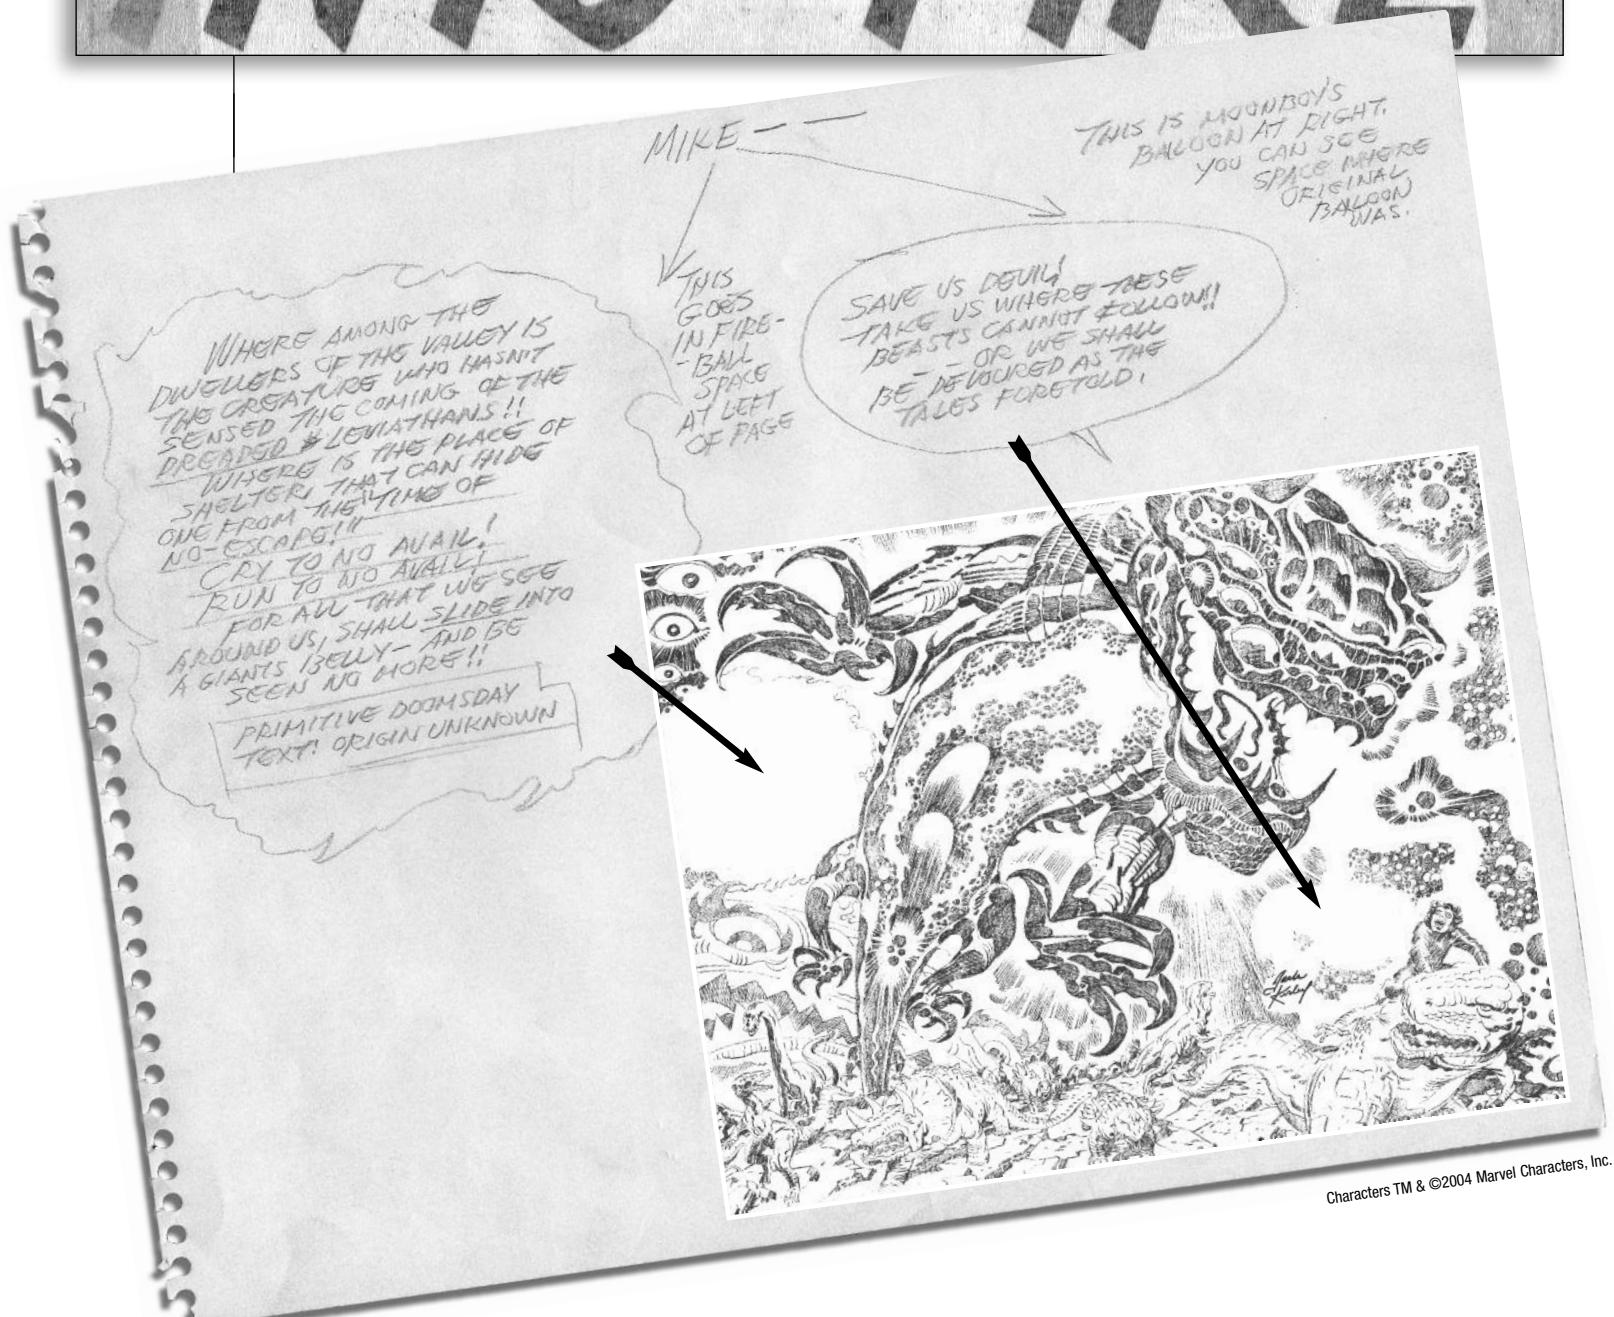 INTO FIRE
MIKE — —
THIS IS MOONBOY'S
BALLOON AT RIGHT.
YOU CAN SEE
SPACE WHERE
ORIGINAL
BALLOON
WAS.
WHERE AMONG THE
DWELLERS OF THE VALLEY IS
THE CREATURE WHO HASN'T
SENSED THE COMING OF THE
DREADED LEVIATHANS!!
WHERE IS THE PLACE OF
SHELTER, THAT CAN HIDE
ONE FROM THE "TIME OF
NO-ESCAPE!!"
CRY TO NO AVAIL!
RUN TO NO AVAIL!
FOR ALL THAT WE SEE
AROUND US, SHALL SLIDE INTO
A GIANTS BELLY — AND BE
SEEN NO MORE!!
PRIMITIVE DOOMSDAY
TEXT! ORIGIN UNKNOWN
THIS
GOES
IN FIRE-
-BALL
SPACE
AT LEFT
OF PAGE
SAVE US DEVIL!
TAKE US WHERE THESE
BEASTS CANNOT FOLLOW!!
— — OR WE SHALL
BE DEVOURED AS THE
TALES FORETOLD.
Jack
Kirby
Characters TM & ©2004 Marvel Characters, Inc.